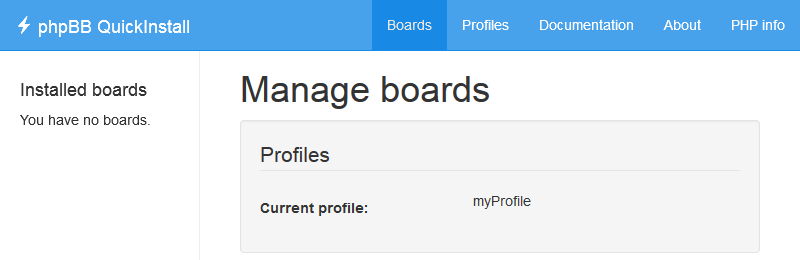 phpBB QuickInstall
Boards
Profiles
Documentation
About
PHP info
Installed boards
You have no boards.
Manage boards
Profiles
Current profile:
myProfile